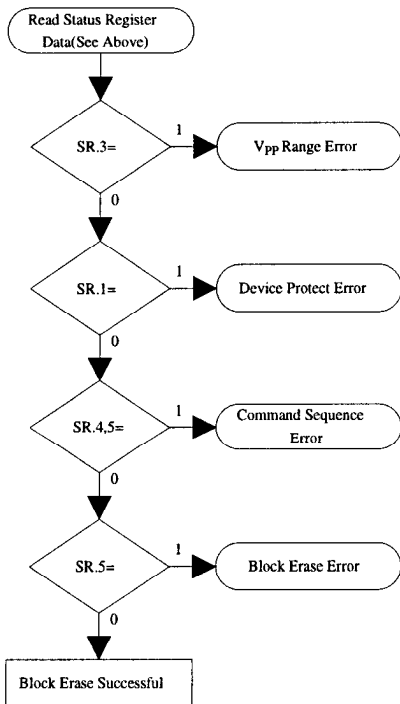 Read Status Register
Data(See Above)
SR.3=
1
VPP Range Error
0
SR.1=
1
Device Protect Error
0
SR.4,5=
1
Command Sequence
Error
0
SR.5=
1
Block Erase Error
0
Block Erase Successful